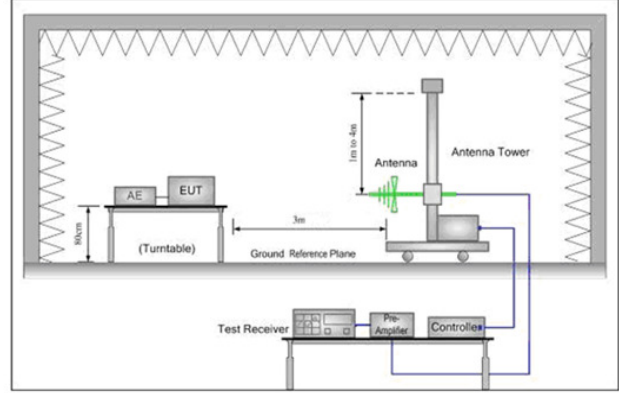 1m to 4m
Antenna
Antenna Tower
AE
EUT
80cm
3m
(Turntable)
Ground Reference Plane
Test Receiver
Pre-
Amplifier
Controller